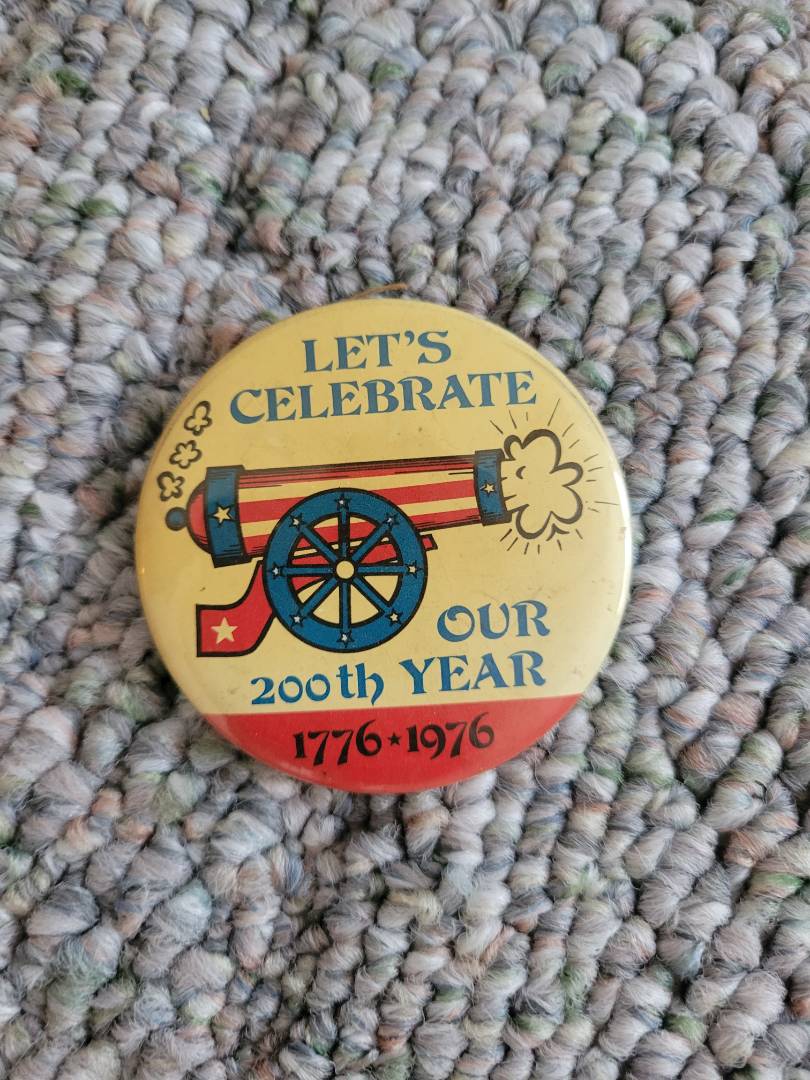 LET'S
CELEBRATE
OUR
200th YEAR
1776★1976